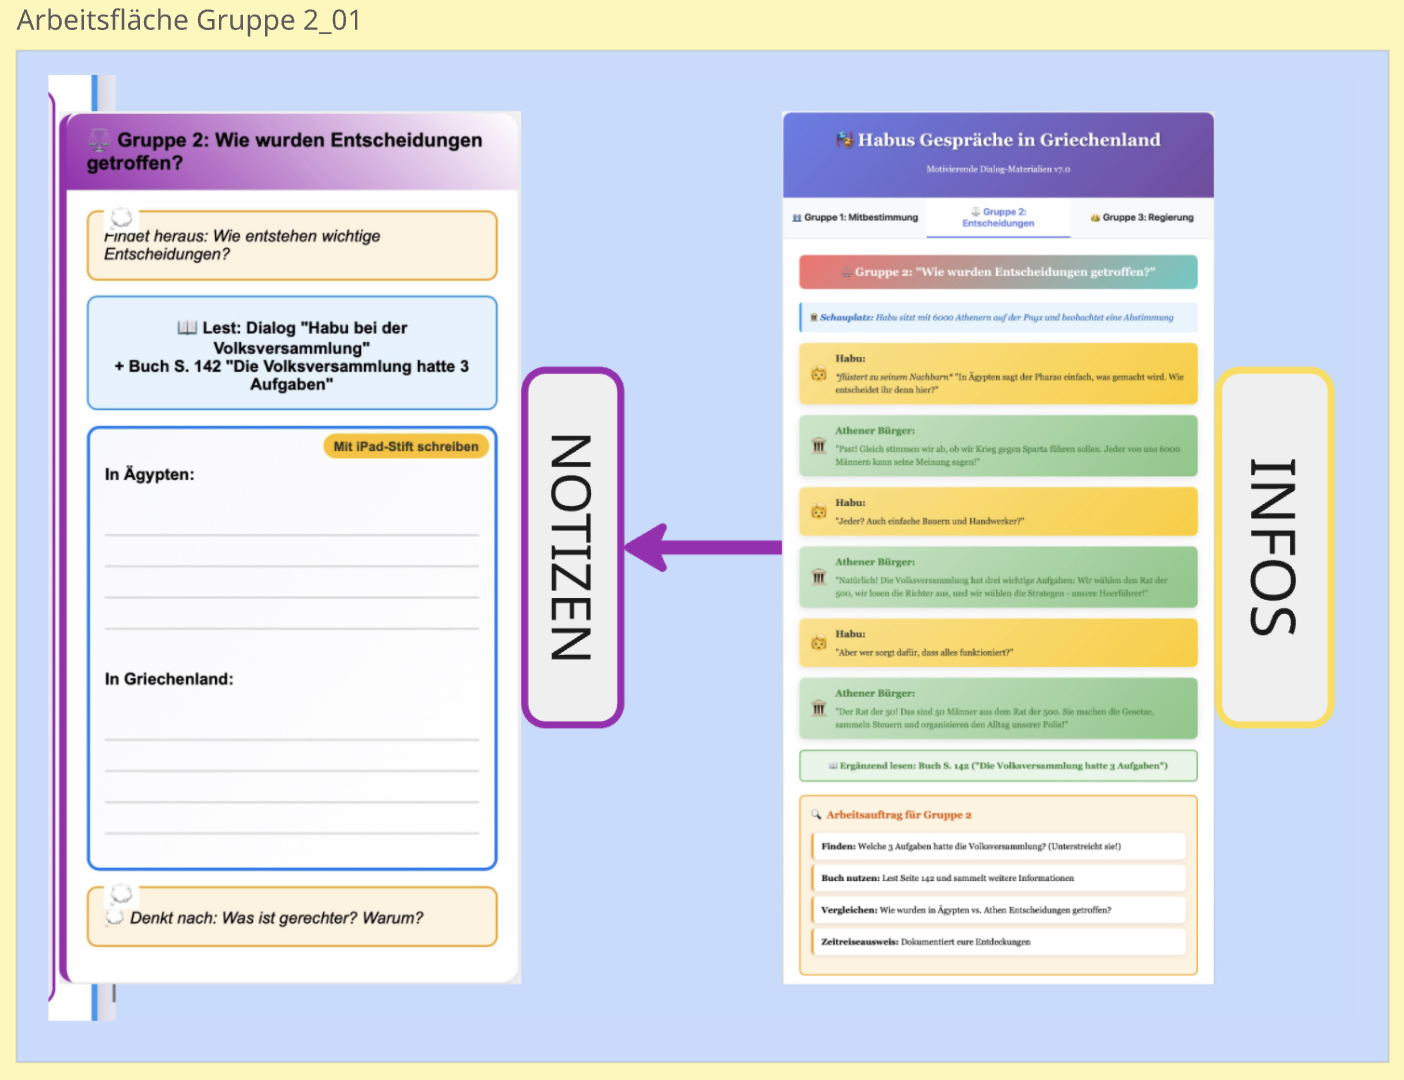 Arbeitsfläche Gruppe 2_01
Gruppe 2: Wie wurden Entscheidungen
getroffen?
Findet heraus: Wie entstehen wichtige
Entscheidungen?
Lest: Dialog "Habu bei der
Volksversammlung"
+ Buch S. 142 "Die Volksversammlung hatte 3
Aufgaben"
Mit iPad-Stift schreiben
In Ägypten:
In Griechenland:
Denkt nach: Was ist gerechter? Warum?
NOTIZEN
Habus Gespräche in Griechenland
Motivierende Dialog-Materialien v7.0
Gruppe 1: Mitbestimmung
Gruppe 2:
Entscheidungen
Gruppe 3: Regierung
Gruppe 2: "Wie wurden Entscheidungen getroffen?"
Schauplatz: Habu sitzt mit 6000 Athenern auf der Pnyx und beobachtet eine Abstimmung
Habu:
*flüstert zu seinem Nachbarn* "In Ägypten sagt der Pharao einfach, was gemacht wird. Wie
entscheidet ihr denn hier?"
Athener Bürger:
"Psst! Gleich stimmen wir ab, ob wir Krieg gegen Sparta führen sollen. Jeder von uns 6000
Männern kann seine Meinung sagen!"
Habu:
"Jeder? Auch einfache Bauern und Handwerker?"
Athener Bürger:
"Natürlich! Die Volksversammlung hat drei wichtige Aufgaben: Wir wählen den Rat der
500, wir losen die Richter aus, und wir wählen die Strategen - unsere Heerführer!"
Habu:
"Aber wer sorgt dafür, dass alles funktioniert?"
Athener Bürger:
"Der Rat der 50! Das sind 50 Männer aus dem Rat der 500. Sie machen die Gesetze,
sammeln Steuern und organisieren den Alltag unserer Polis!"
Ergänzend lesen: Buch S. 142 ("Die Volksversammlung hatte 3 Aufgaben")
Arbeitsauftrag für Gruppe 2
Finden: Welche 3 Aufgaben hatte die Volksversammlung? (Unterstreicht sie!)
Buch nutzen: Lest Seite 142 und sammelt weitere Informationen
Vergleichen: Wie wurden in Ägypten vs. Athen Entscheidungen getroffen?
Zeitreiseausweis: Dokumentiert eure Entdeckungen
INFOS